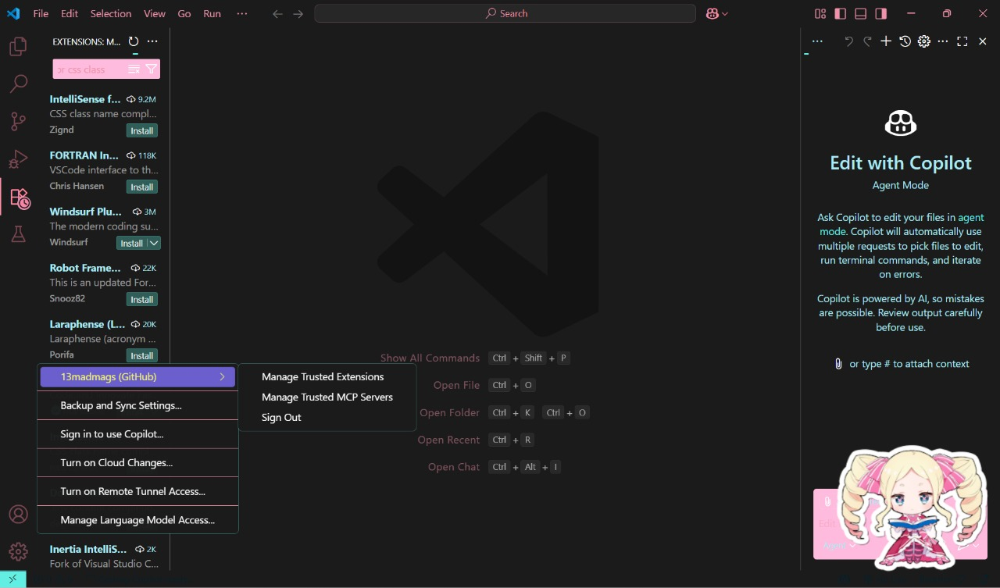 File Edit Selection View Go Run ...
Search
EXTENSIONS: M... ...
or css class
IntelliSense f... 9.2M
CSS class name compl...
Zignd Install
FORTRAN In... 118K
VSCode interface to th...
Chris Hansen Install
Windsurf Plu... 3M
The modern coding su...
Windsurf Install
Robot Frame... 22K
This is an updated For...
Snooz82 Install
Laraphense (L... 20K
Laraphense (acronym ...
Porifa Install
13madmags (GitHub)
Backup and Sync Settings...
Sign in to use Copilot...
Turn on Cloud Changes...
Turn on Remote Tunnel Access...
Manage Language Model Access...
Inertia IntelliS... 2K
Fork of Visual Studio C...
Manage Trusted Extensions
Manage Trusted MCP Servers
Sign Out
Show All Commands Ctrl + Shift + P
Open File Ctrl + O
Open Folder Ctrl + K Ctrl + O
Open Recent Ctrl + R
Open Chat Ctrl + Alt + I
Edit with Copilot
Agent Mode
Ask Copilot to edit your files in agent
mode. Copilot will automatically use
multiple requests to pick files to edit,
run terminal commands, and iterate
on errors.
Copilot is powered by AI, so mistakes
are possible. Review output carefully
before use.
or type # to attach context
Edit
Agent